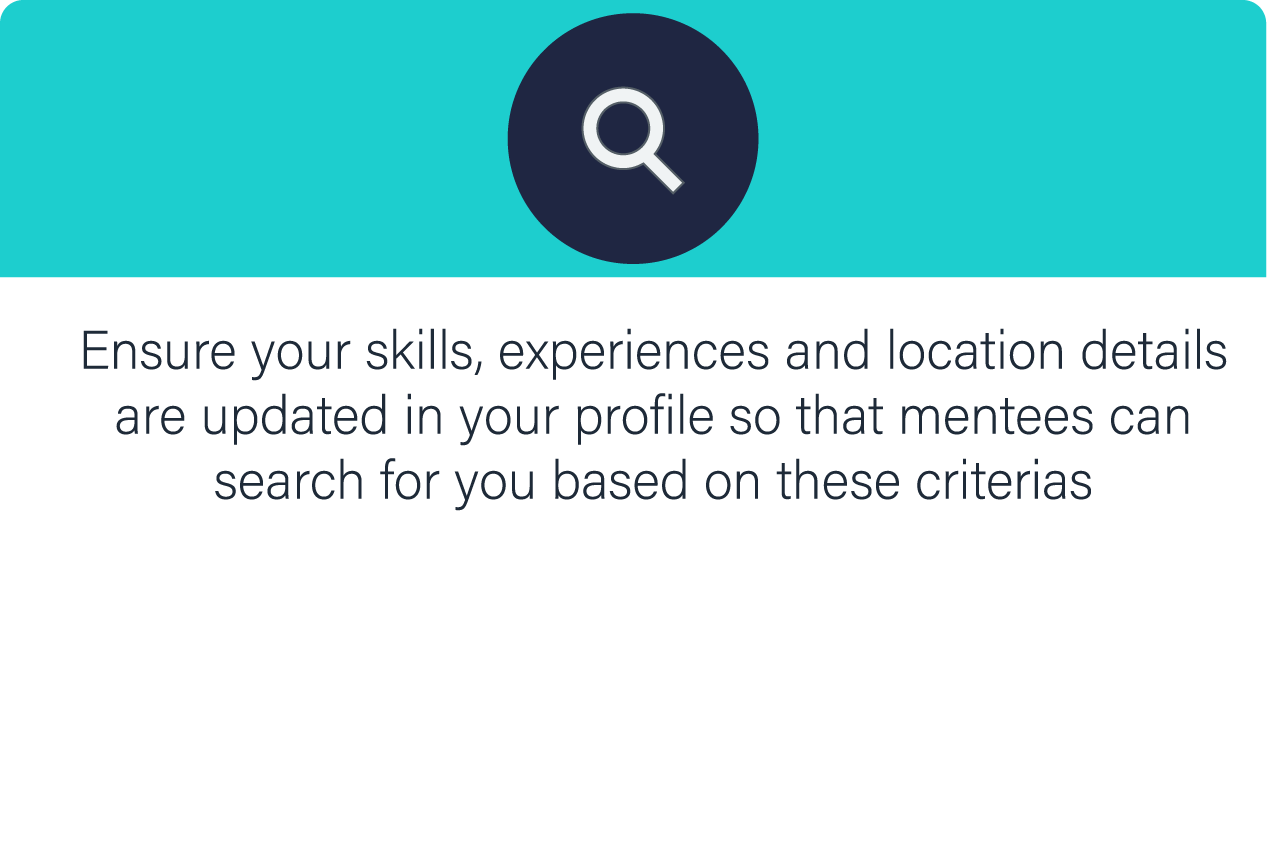 Ensure your skills, experiences and location details
are updated in your profile so that mentees can
search for you based on these criterias